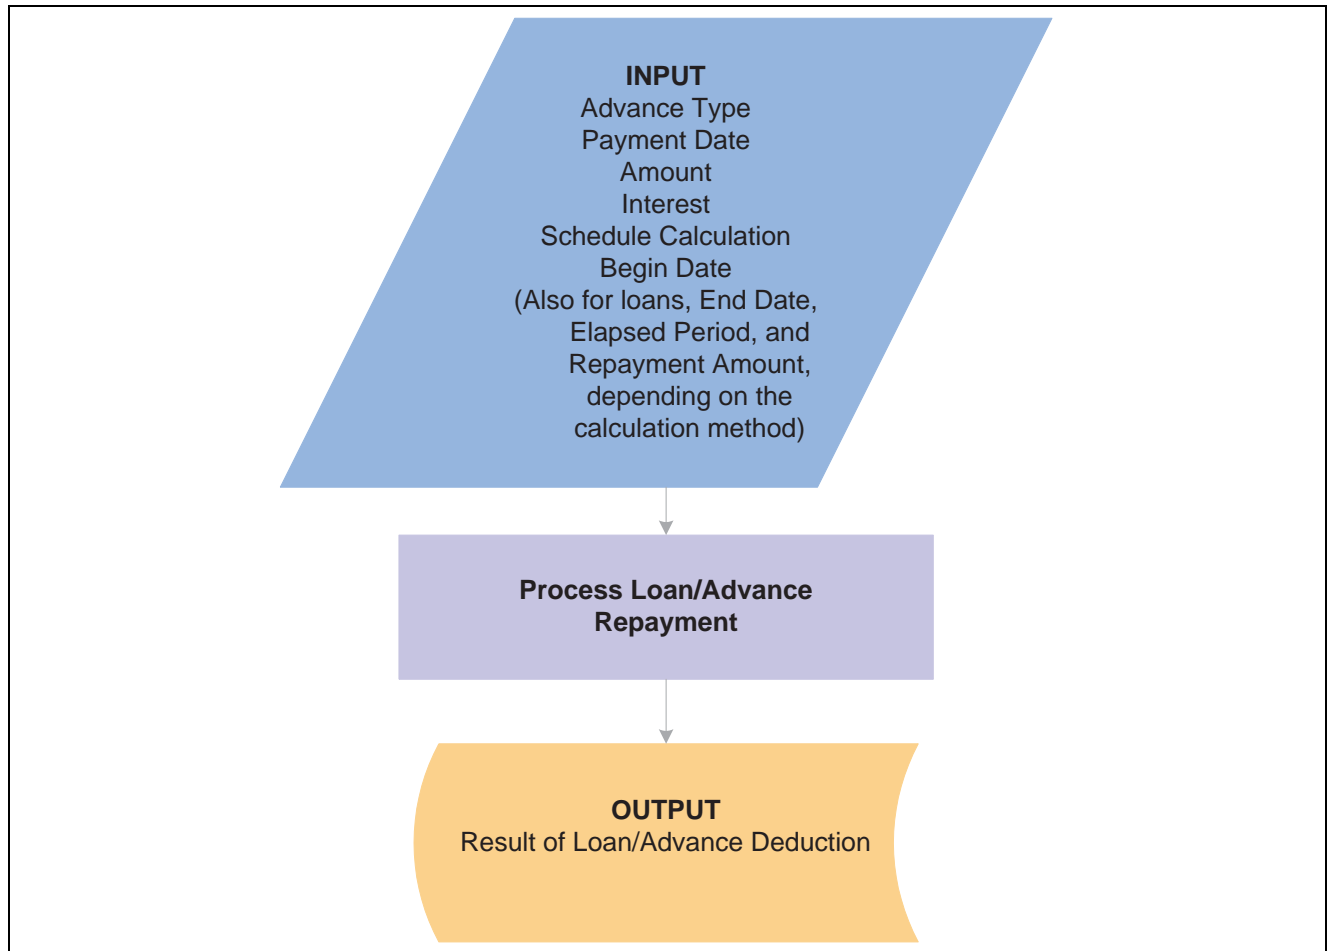 INPUT
Advance Type
Payment Date
Amount
Interest
Schedule Calculation
Begin Date
(Also for loans, End Date,
Elapsed Period, and
Repayment Amount,
depending on the
calculation method)
Process Loan/Advance
Repayment
OUTPUT
Result of Loan/Advance Deduction